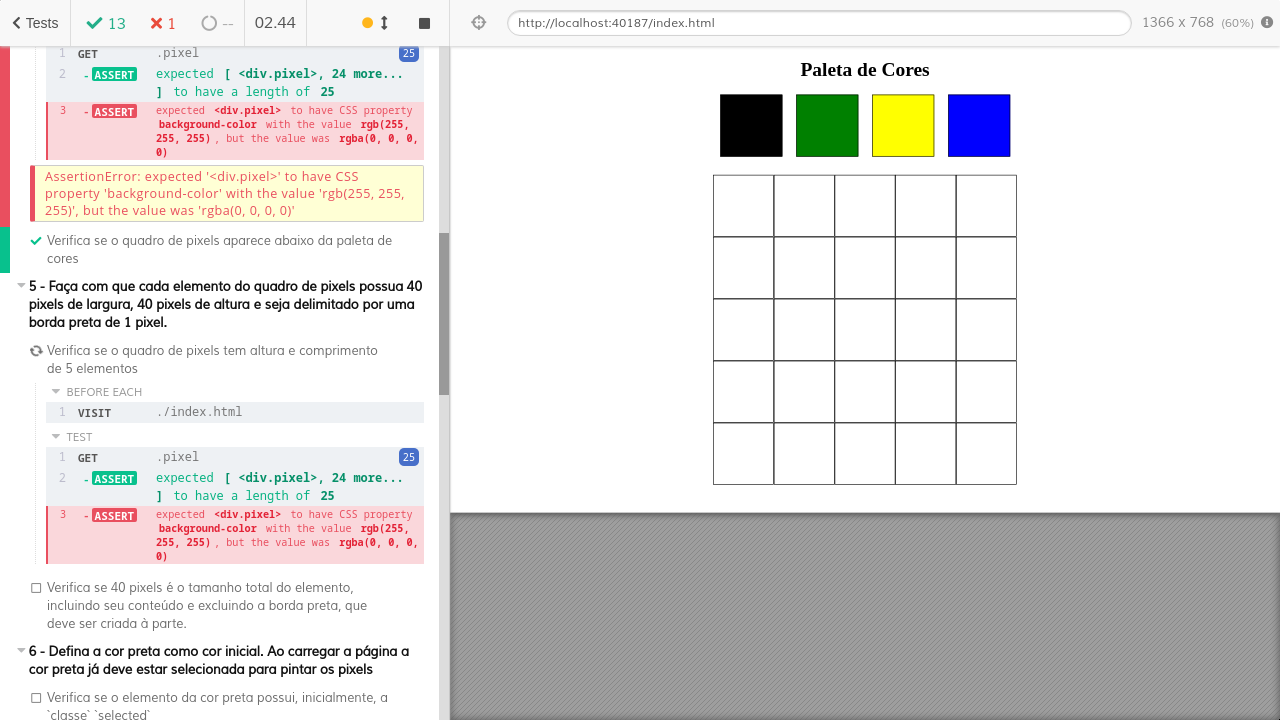 Tests
13
1
--
02.44
http://localhost:40187/index.html
1366 x 768 (60%)
1 GET .pixel 25
2 -ASSERT expected [ <div.pixel>, 24 more...
] to have a length of 25
3 -ASSERT expected <div.pixel> to have CSS property
background-color with the value rgb(255,
255, 255), but the value was rgba(0, 0, 0,
0)
AssertionError: expected '<div.pixel>' to have CSS
property 'background-color' with the value 'rgb(255, 255,
255)', but the value was 'rgba(0, 0, 0, 0)'
Verifica se o quadro de pixels aparece abaixo da paleta de
cores
5 - Faça com que cada elemento do quadro de pixels possua 40
pixels de largura, 40 pixels de altura e seja delimitado por uma
borda preta de 1 pixel.
Verifica se o quadro de pixels tem altura e comprimento
de 5 elementos
BEFORE EACH
1 VISIT ./index.html
TEST
1 GET .pixel 25
2 -ASSERT expected [ <div.pixel>, 24 more...
] to have a length of 25
3 -ASSERT expected <div.pixel> to have CSS property
background-color with the value rgb(255,
255, 255), but the value was rgba(0, 0, 0,
0)
Verifica se 40 pixels é o tamanho total do elemento,
incluindo seu conteúdo e excluindo a borda preta, que
deve ser criada à parte.
6 - Defina a cor preta como cor inicial. Ao carregar a página a
cor preta já deve estar selecionada para pintar os pixels
Verifica se o elemento da cor preta possui, inicialmente, a
`classe` `selected`
Paleta de Cores